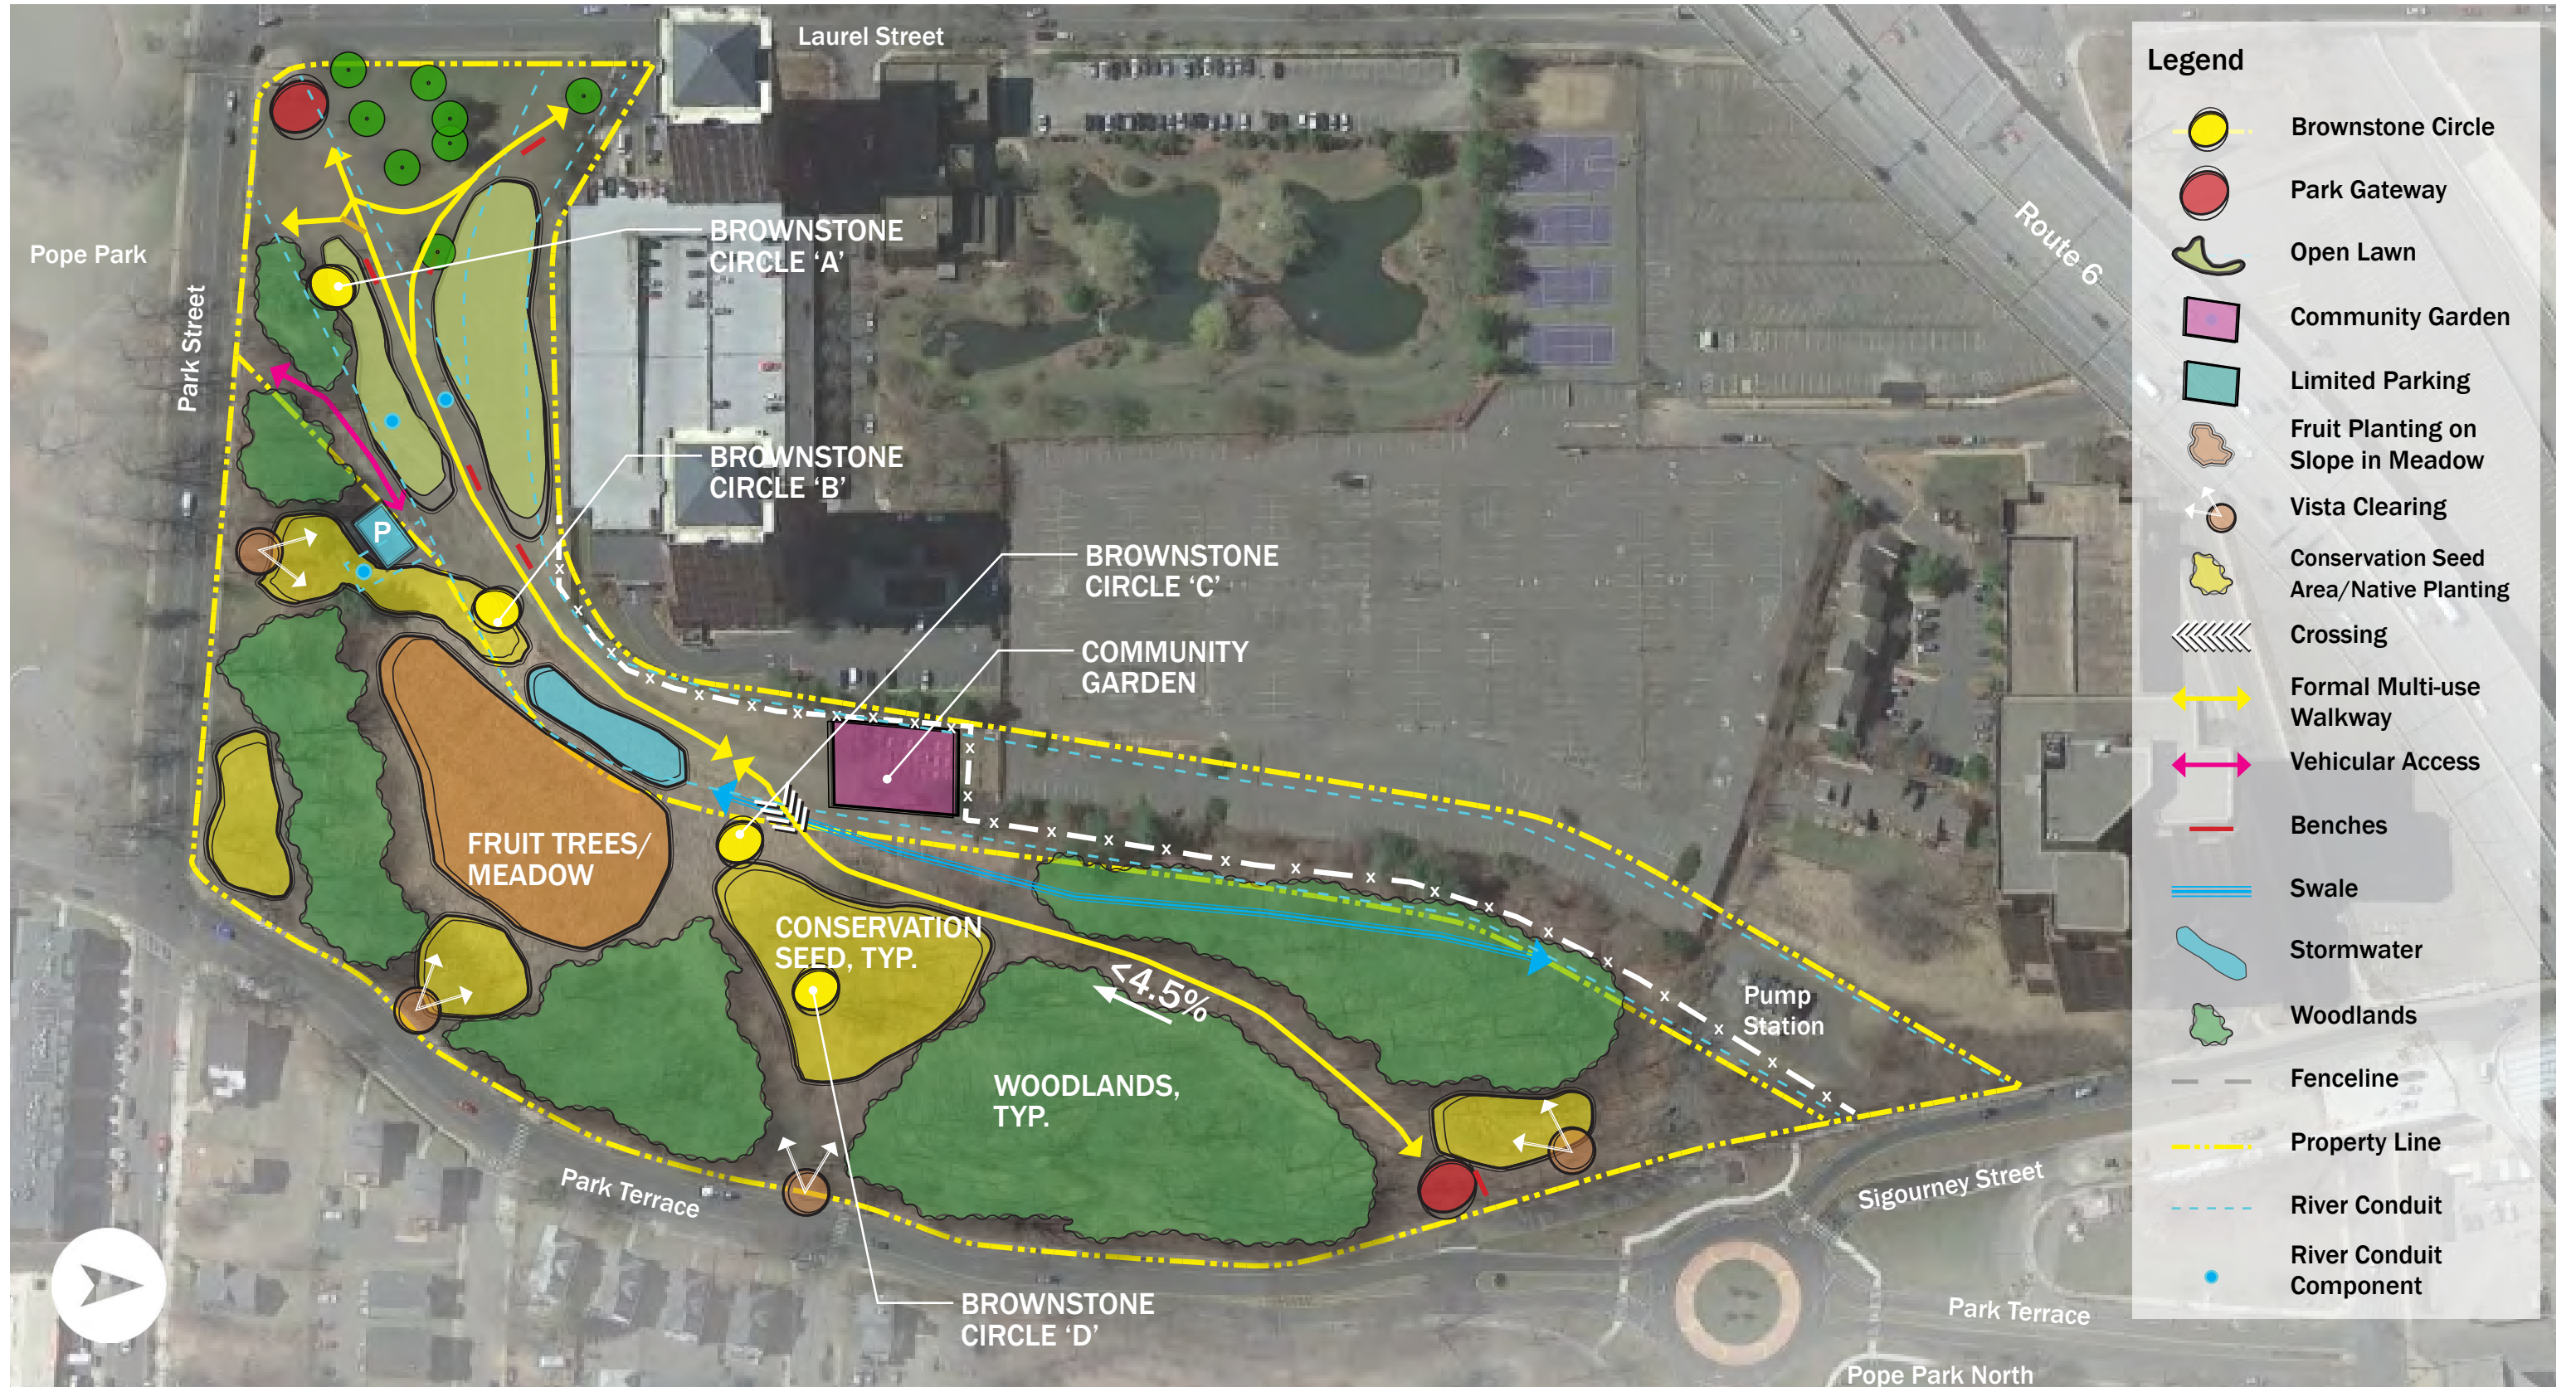 Laurel Street
Pope Park
Park Street
BROWNSTONE
CIRCLE ‘A’
BROWNSTONE
CIRCLE ‘B’
P
BROWNSTONE
CIRCLE ‘C’
COMMUNITY
GARDEN
FRUIT TREES/
MEADOW
CONSERVATION
SEED, TYP.
<4.5%
WOODLANDS,
TYP.
Pump
Station
Park Terrace
Sigourney Street
BROWNSTONE
CIRCLE ‘D’
Park Terrace
Pope Park North
Route 6
Legend
Brownstone Circle
Park Gateway
Open Lawn
Community Garden
Limited Parking
Fruit Planting on
Slope in Meadow
Vista Clearing
Conservation Seed
Area/Native Planting
Crossing
Formal Multi-use
Walkway
Vehicular Access
Benches
Swale
Stormwater
Woodlands
Fenceline
Property Line
River Conduit
River Conduit
Component